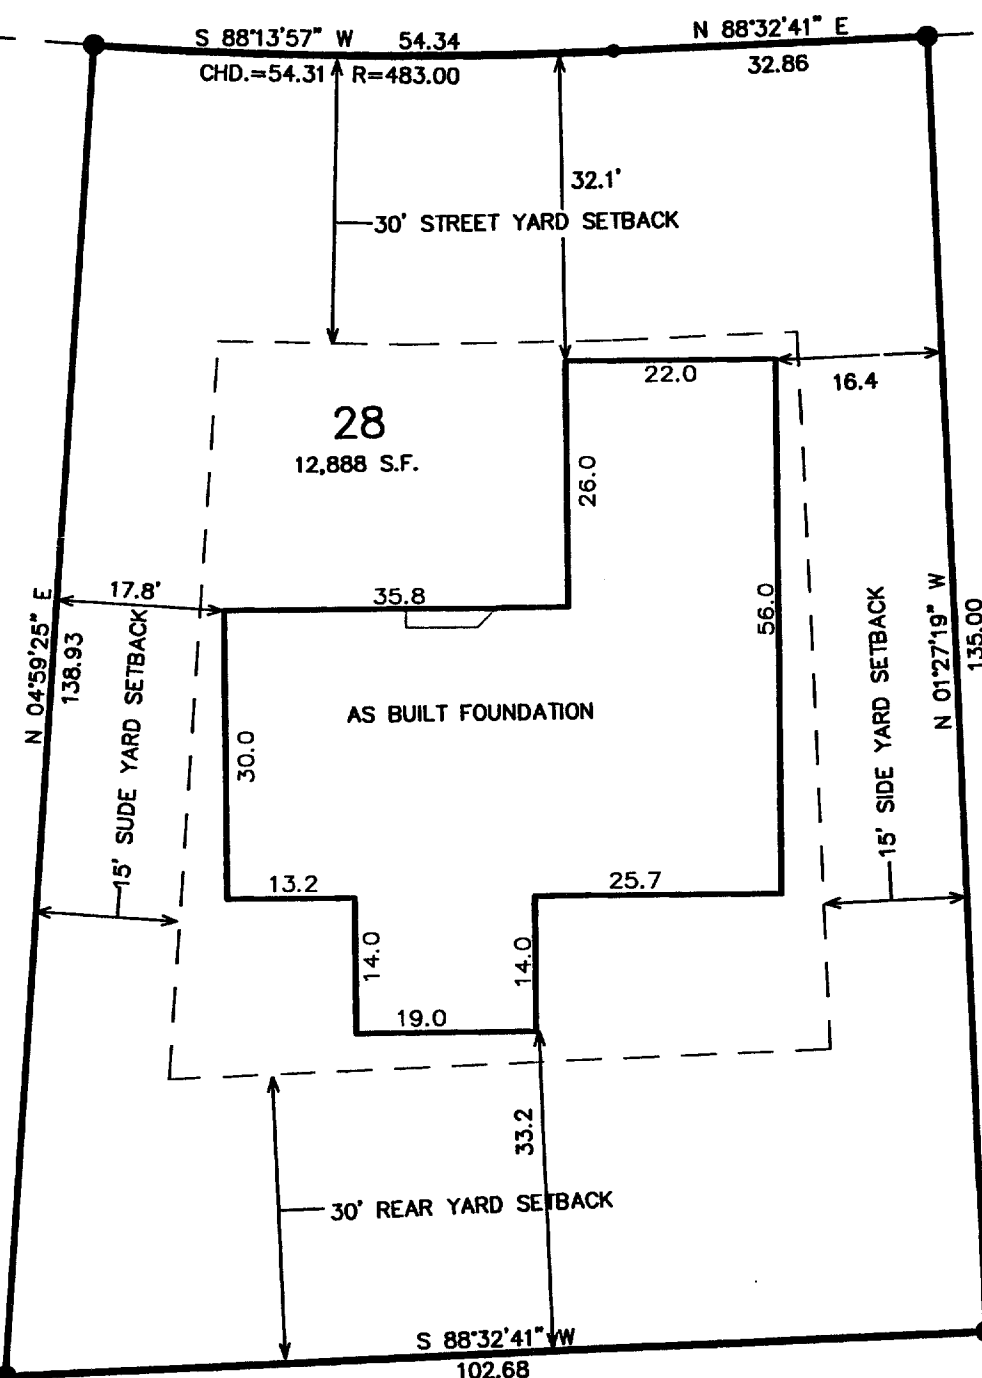 S 88°13'57" W 54.34
N 88°32'41" E
CHD.=54.31 R=483.00
32.86
32.1'
30' STREET YARD SETBACK
22.0
16.4
28
12,888 S.F.
26.0
17.8'
35.8
56.0
N 04°59'25" E
138.93
15' SUDE YARD SETBACK
N 01°27'19" W
135.00
15' SIDE YARD SETBACK
AS BUILT FOUNDATION
30.0
13.2
25.7
14.0
14.0
19.0
33.2
30' REAR YARD SETBACK
S 88°32'41" W
102.68